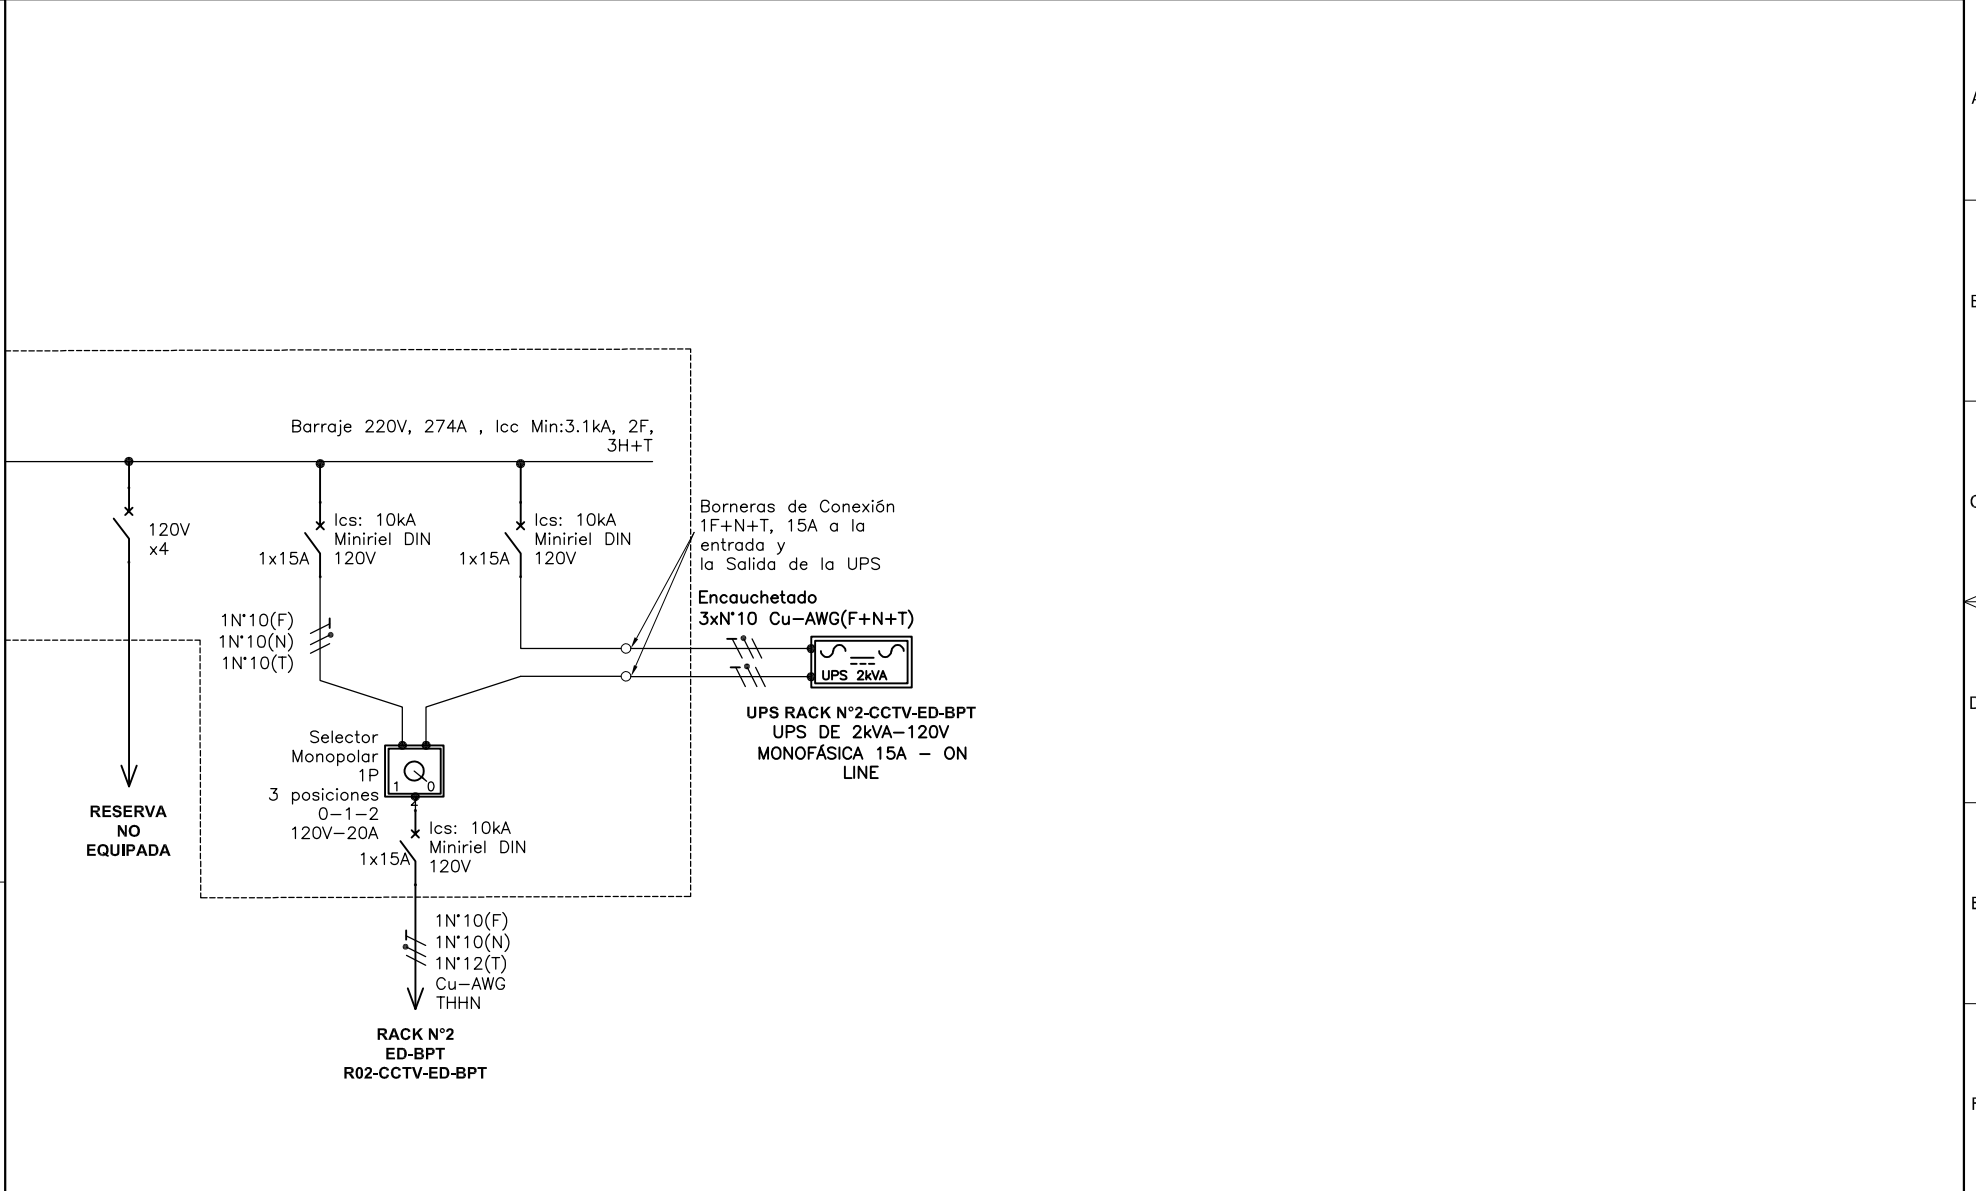 A
B
C
D
E
F
Barraje 220V, 274A , Icc Min:3.1kA, 2F,
3H+T
120V
x4
Ics: 10kA
Miniriel DIN
120V
1x15A
Ics: 10kA
Miniriel DIN
120V
1x15A
Borneras de Conexión
1F+N+T, 15A a la
entrada y
la Salida de la UPS
Encauchetado
3xN°10 Cu-AWG(F+N+T)
1N°10(F)
1N°10(N)
1N°10(T)
UPS 2kVA
UPS RACK N°2-CCTV-ED-BPT
UPS DE 2kVA-120V
MONOFÁSICA 15A - ON
LINE
Selector
Monopolar
1P
3 posiciones
0-1-2
120V-20A
1 0
2
RESERVA
NO
EQUIPADA
Ics: 10kA
Miniriel DIN
120V
1x15A
1N°10(F)
1N°10(N)
1N°12(T)
Cu-AWG
THHN
RACK N°2
ED-BPT
R02-CCTV-ED-BPT